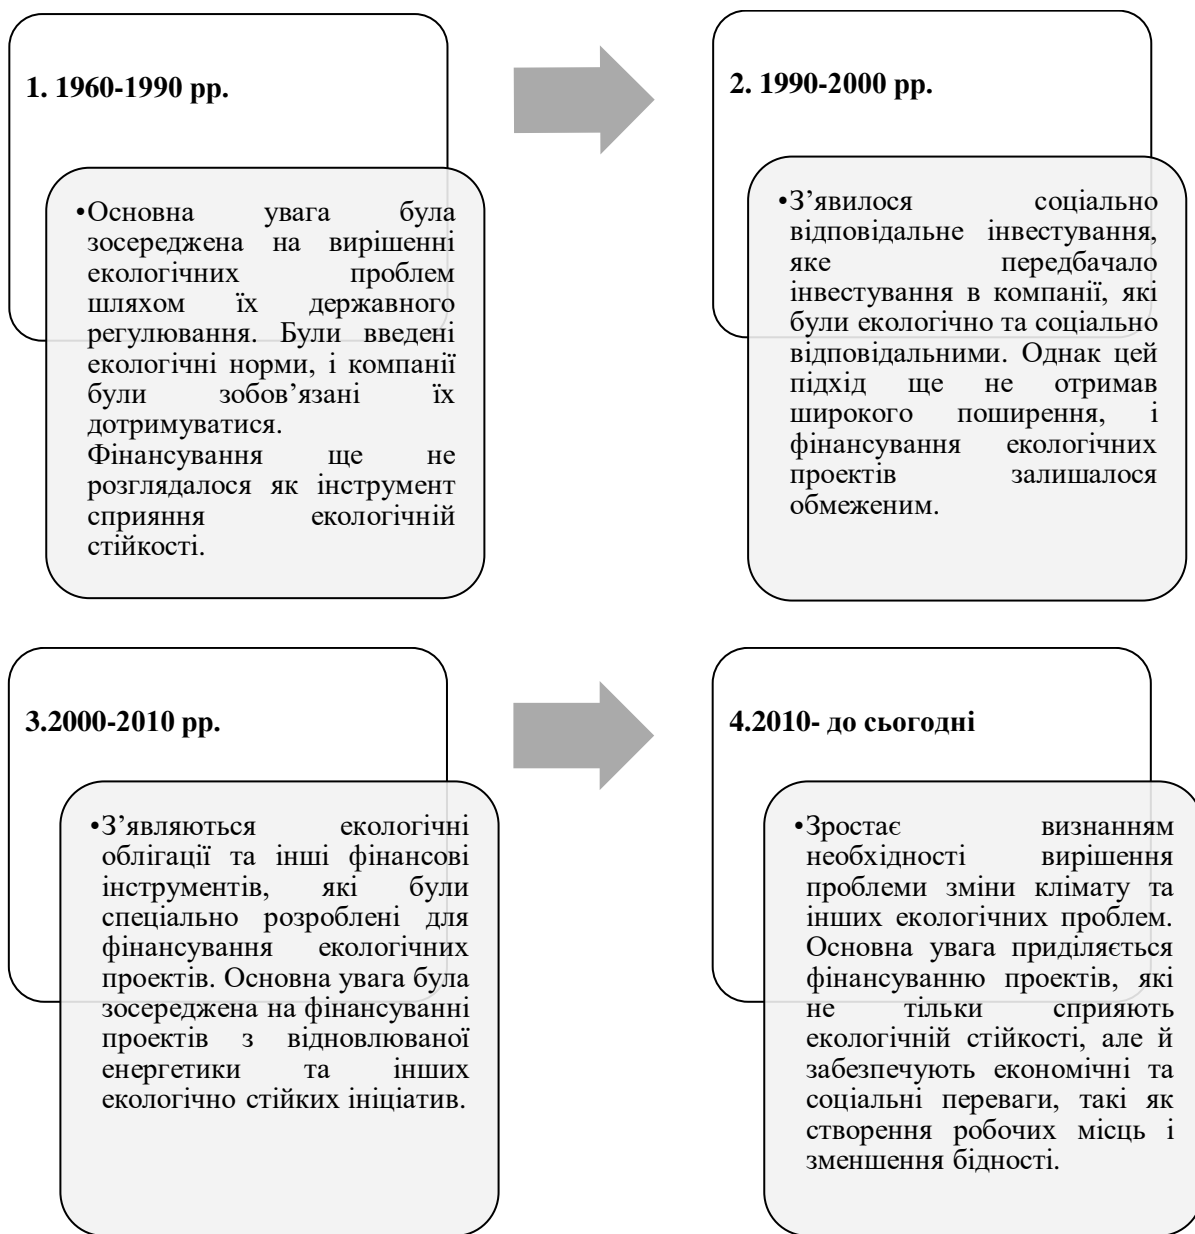 1. 1960-1990 рр.
•Основна увага була
зосереджена на вирішенні
екологічних проблем
шляхом їх державного
регулювання. Були введені
екологічні норми, і компанії
були зобов’язані їх
дотримуватися.
Фінансування ще не
розглядалося як інструмент
сприяння екологічній
стійкості.
2. 1990-2000 рр.
•З’явилося соціально
відповідальне інвестування,
яке передбачало
інвестування в компанії, які
були екологічно та соціально
відповідальними. Однак цей
підхід ще не отримав
широкого поширення, і
фінансування екологічних
проектів залишалося
обмеженим.
3.2000-2010 рр.
•З’являються екологічні
облігації та інші фінансові
інструментів, які були
спеціально розроблені для
фінансування екологічних
проектів. Основна увага була
зосереджена на фінансуванні
проектів з відновлюваної
енергетики та інших
екологічно стійких ініціатив.
4.2010- до сьогодні
•Зростає визнанням
необхідності вирішення
проблеми зміни клімату та
інших екологічних проблем.
Основна увага приділяється
фінансуванню проектів, які
не тільки сприяють
екологічній стійкості, але й
забезпечують економічні та
соціальні переваги, такі як
створення робочих місць і
зменшення бідності.